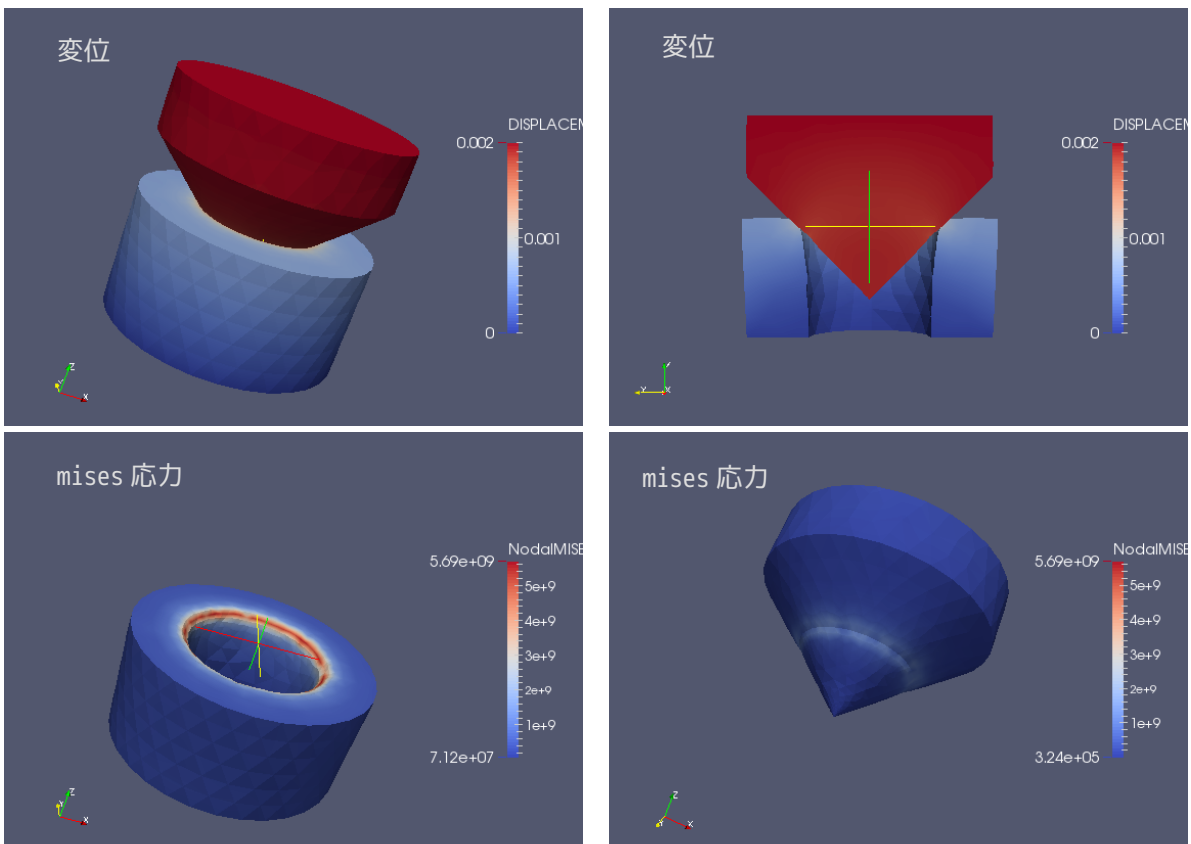 変位
DISPLACEM
0.002
0.001
0
Z
Y
X
変位
DISPLACEM
0.002
0.001
0
Y
X
mises 応力
NodalMISE
5.69e+09
5e+9
4e+9
3e+9
2e+9
1e+9
7.12e+07
Z
Y
X
mises 応力
NodalMISE
5.69e+09
5e+9
4e+9
3e+9
2e+9
1e+9
3.24e+05
Z
Y
X